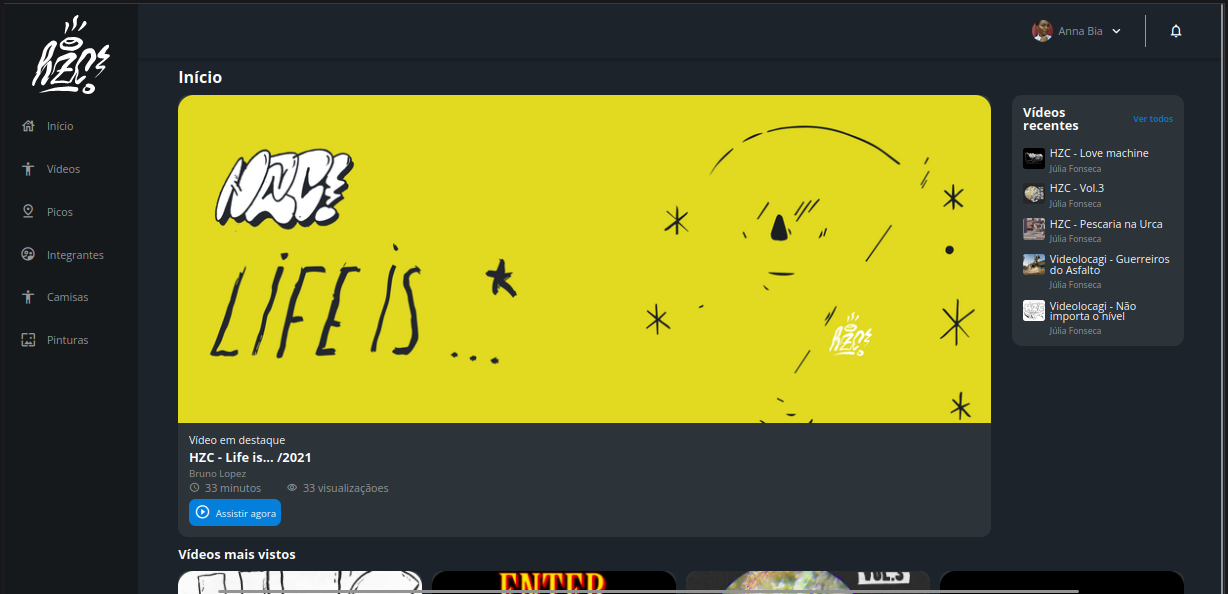 HZC!
Anna Bia
Início
Início
Vídeos
Picos
Integrantes
Camisas
Pinturas
HZC!
LIFE IS *
...
HZC!
Vídeo em destaque
HZC - Life is... /2021
Bruno Lopez
33 minutos 33 visualizaçãoes
Assistir agora
Vídeos recentes
Ver todos
HZC - Love machine
Júlia Fonseca
HZC - Vol.3
Júlia Fonseca
HZC - Pescaria na Urca
Júlia Fonseca
Videolocagi - Guerreiros
do Asfalto
Júlia Fonseca
Videolocagi - Não
importa o nível
Júlia Fonseca
Vídeos mais vistos
ENTER
VOL.3